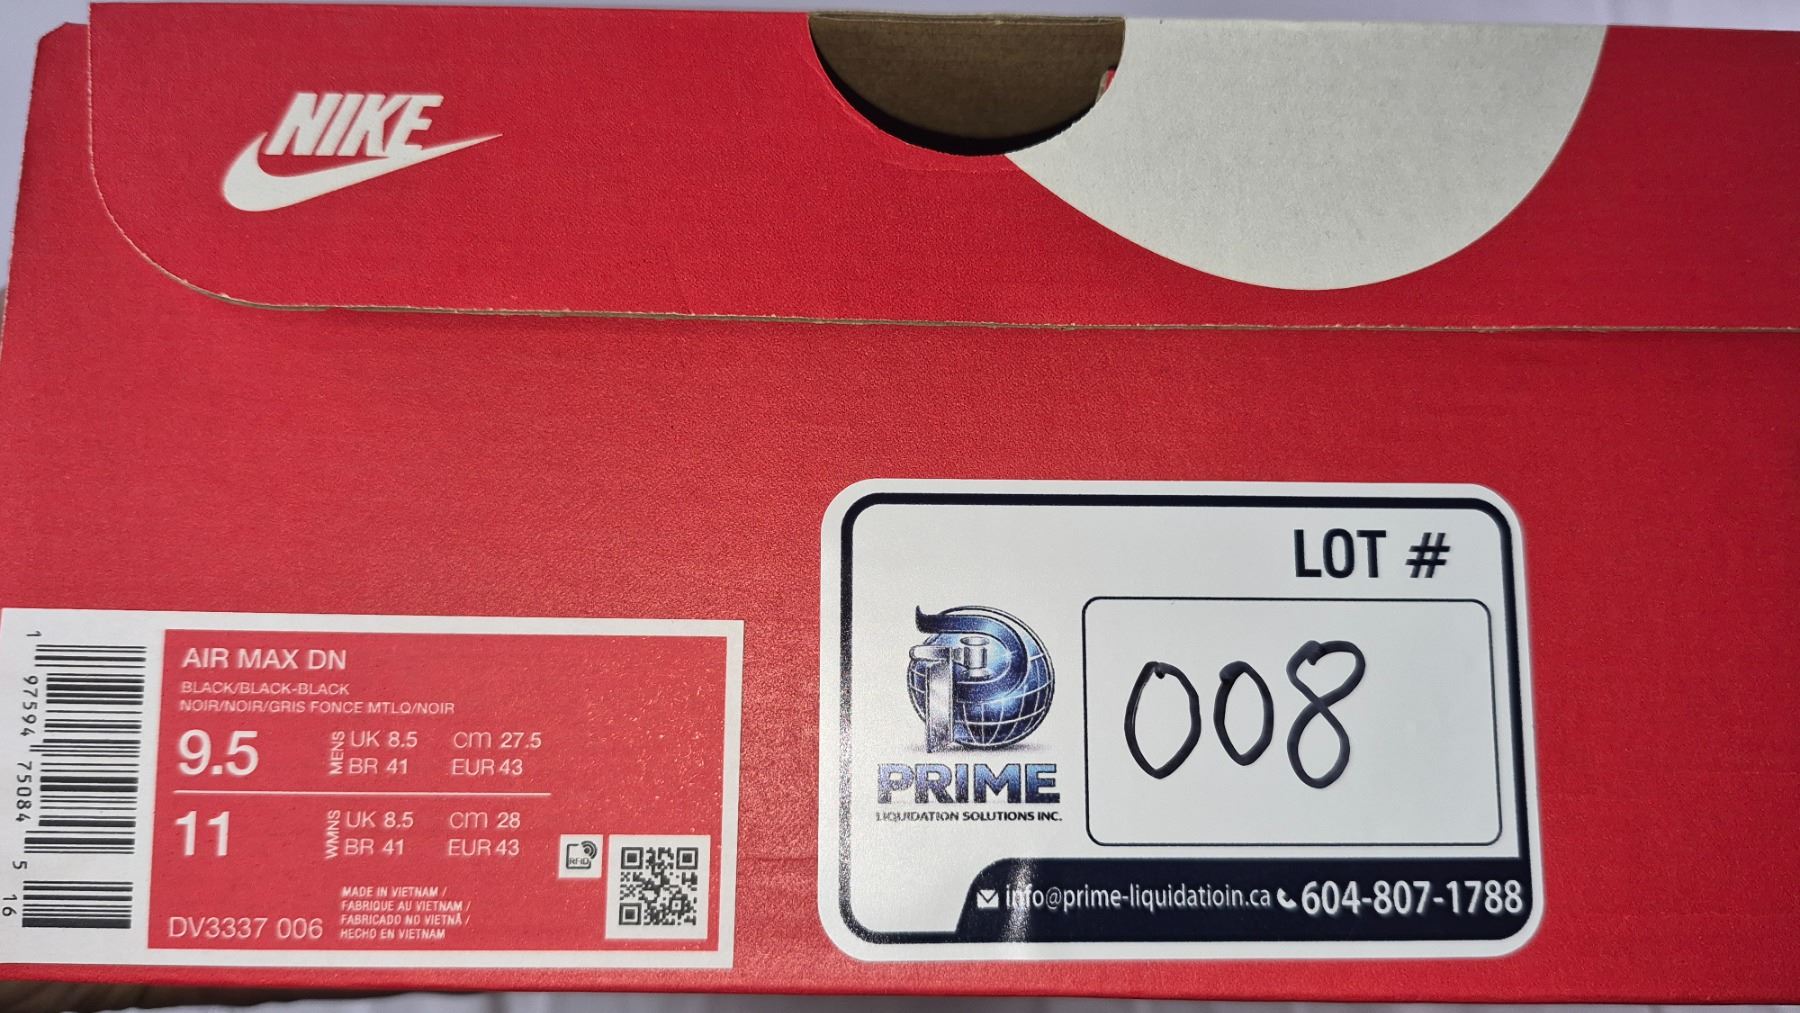 NIKE
LOT #
008
PRIME
LIQUIDATION SOLUTIONS INC.
info@prime-liquidatioin.ca 604-807-1788
AIR MAX DN
BLACK/BLACK-BLACK
NOIR/NOIR/GRIS FONCE MTLQ/NOIR
9.5 MENS UK 8.5 cm 27.5
BR 41 EUR 43
11 WMNS UK 8.5 cm 28
BR 41 EUR 43
RFID
MADE IN VIETNAM /
FABRIQUE AU VIETNAM /
FABRICADO NO VIETNÃ /
HECHO EN VIETNAM
DV3337 006
1 97594 75084 5 16